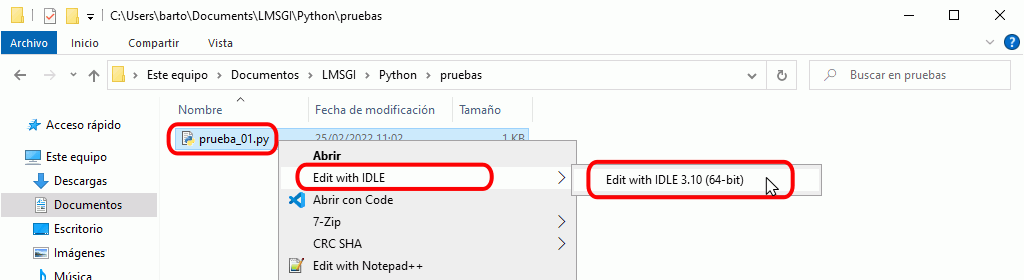 C:\Users\barto\Documents\LMSGI\Python\pruebas
Archivo Inicio Compartir Vista
Este equipo Documentos LMSGI Python pruebas
Buscar en pruebas
Nombre Fecha de modificación Tamaño
Acceso rápido
Este equipo
Descargas
Documentos
Escritorio
Imágenes
Música
prueba_01.py 25/02/2022 11:02 1 KB
Abrir
Edit with IDLE
Edit with IDLE 3.10 (64-bit)
Abrir con Code
7-Zip
CRC SHA
Edit with Notepad++